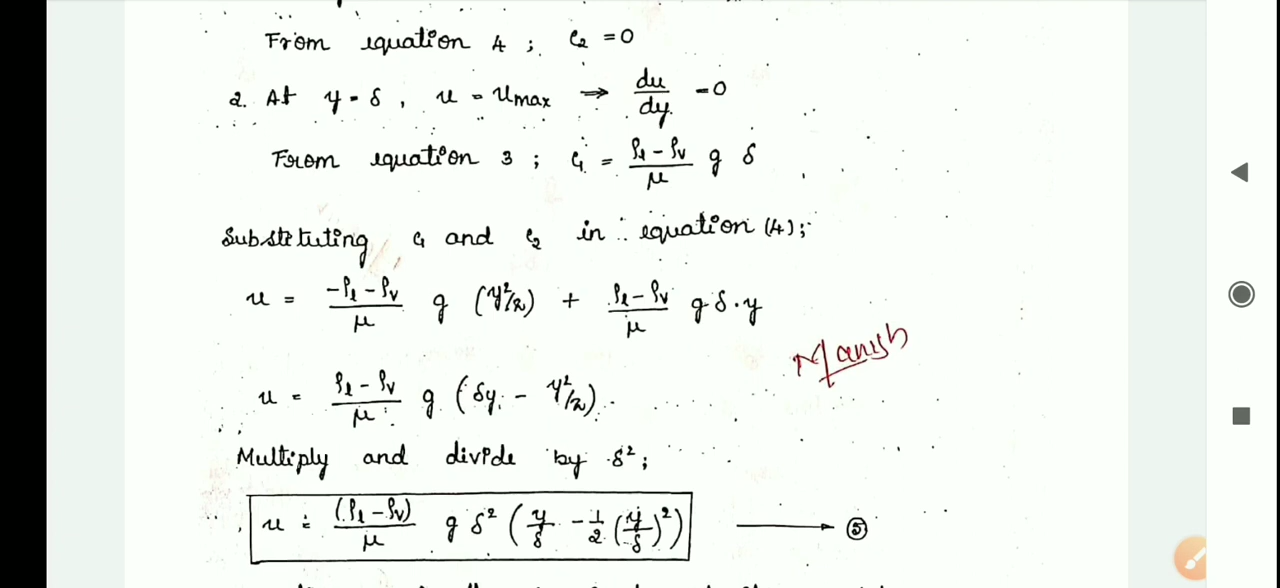 From equation 4 ; C₂ = 0
2. At y = δ , u = umax ⇒ du/dy = 0
From equation 3 ; C₁ = (ρl − ρv)/μ g δ
Substituting C₁ and C₂ in equation (4);
u = (−ρl − ρv)/μ g (y²/2) + (ρl − ρv)/μ g δ · y
Manish
u = (ρl − ρv)/μ g (δy − y²/2)
Multiply and divide by δ²;
u = (ρl − ρv)/μ g δ² (y/δ − 1/2 (y/δ)²) → ⑤